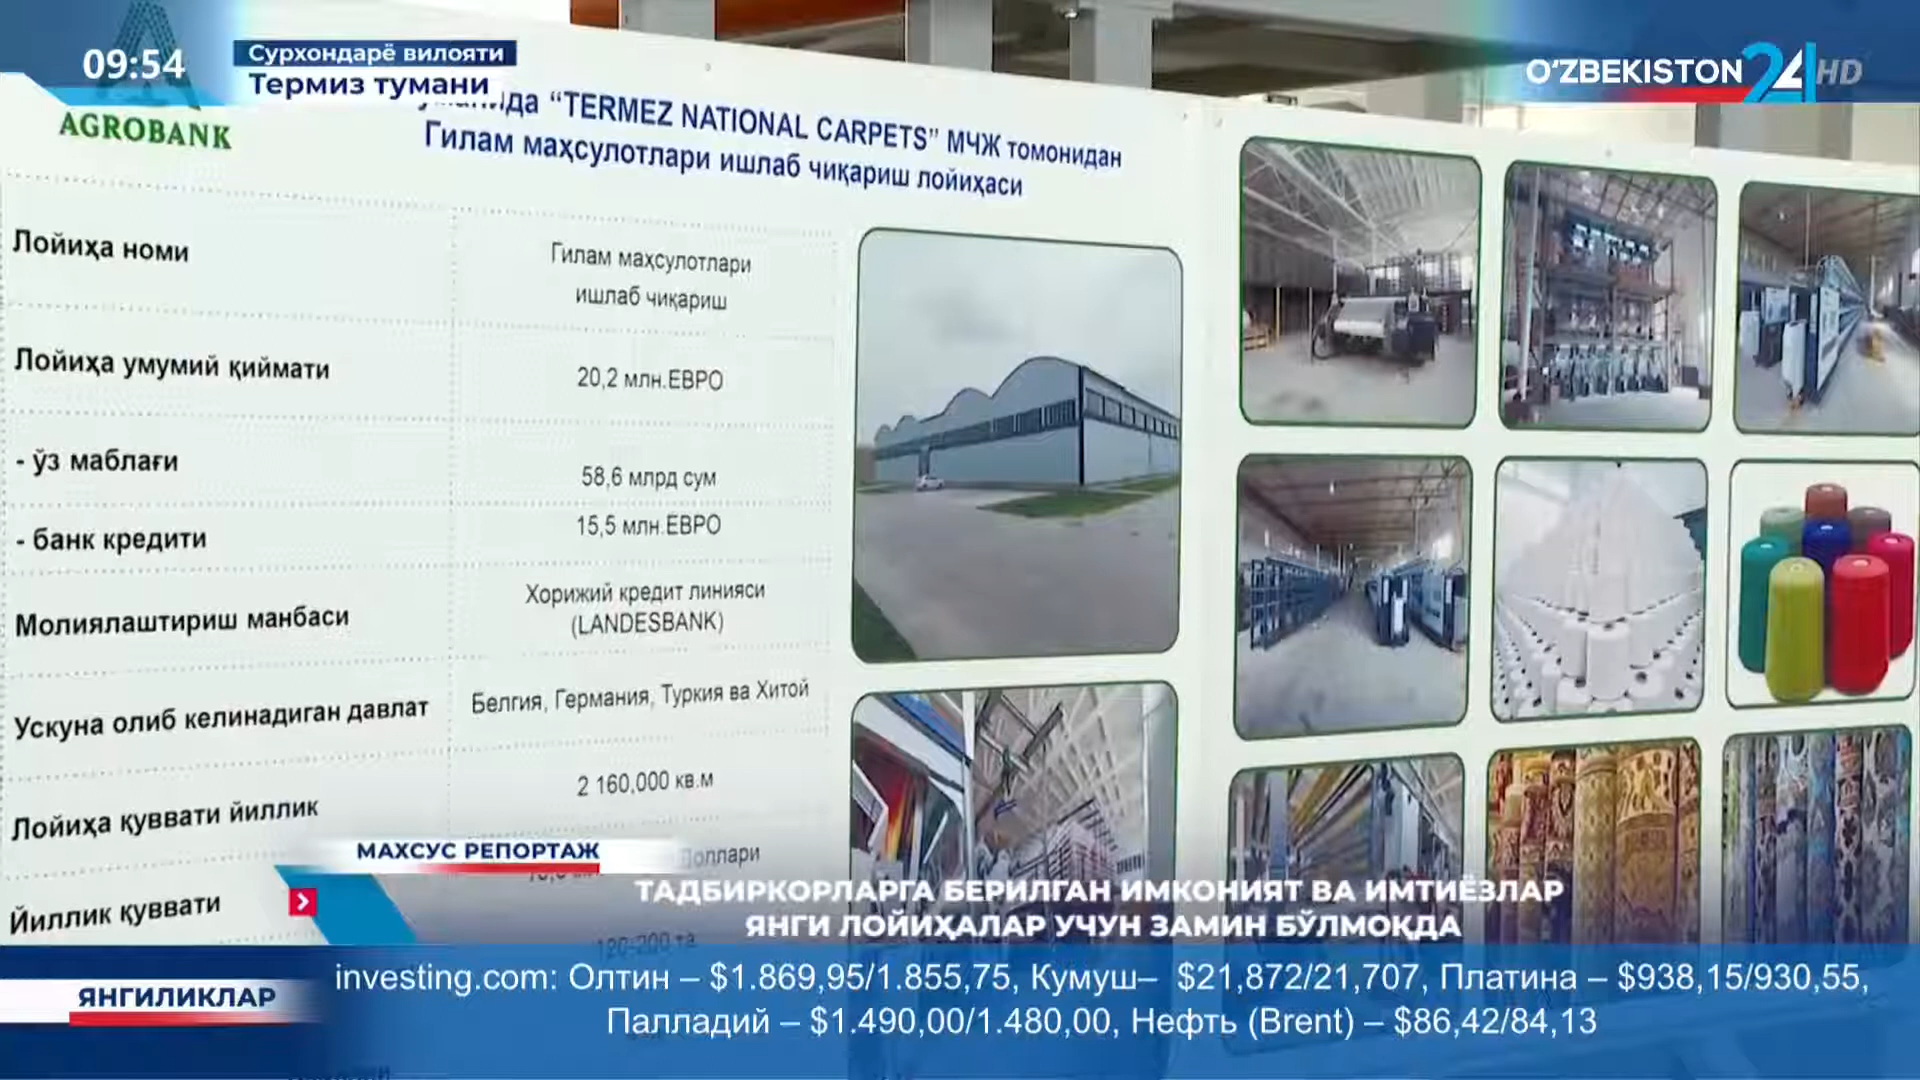 09:54
Сурхондарё вилояти
Термиз тумани
O‘ZBEKISTON 24 HD
AGROBANK
“TERMEZ NATIONAL CARPETS” МЧЖ томонидан
Гилам маҳсулотлари ишлаб чиқариш лойиҳаси
Лойиҳа номи
Гилам маҳсулотлари
ишлаб чиқариш
Лойиҳа умумий қиймати
20,2 млн.ЕВРО
- ўз маблағи
58,6 млрд сум
- банк кредити
15,5 млн.ЕВРО
Молиялаштириш манбаси
Хорижий кредит линияси
(LANDESBANK)
Ускуна олиб келинадиган давлат
Белгия, Германия, Туркия ва Хитой
Лойиҳа қуввати йиллик
2 160,000 кв.м
Йиллик қуввати
МАХСУС РЕПОРТАЖ
ТАДБИРКОРЛАРГА БЕРИЛГАН ИМКОНИЯТ ВА ИМТИЁЗЛАР
ЯНГИ ЛОЙИҲАЛАР УЧУН ЗАМИН БЎЛМОҚДА
ЯНГИЛИКЛАР
investing.com: Олтин – $1.869,95/1.855,75, Кумуш– $21,872/21,707, Платина – $938,15/930,55,
Палладий – $1.490,00/1.480,00, Нефть (Brent) – $86,42/84,13